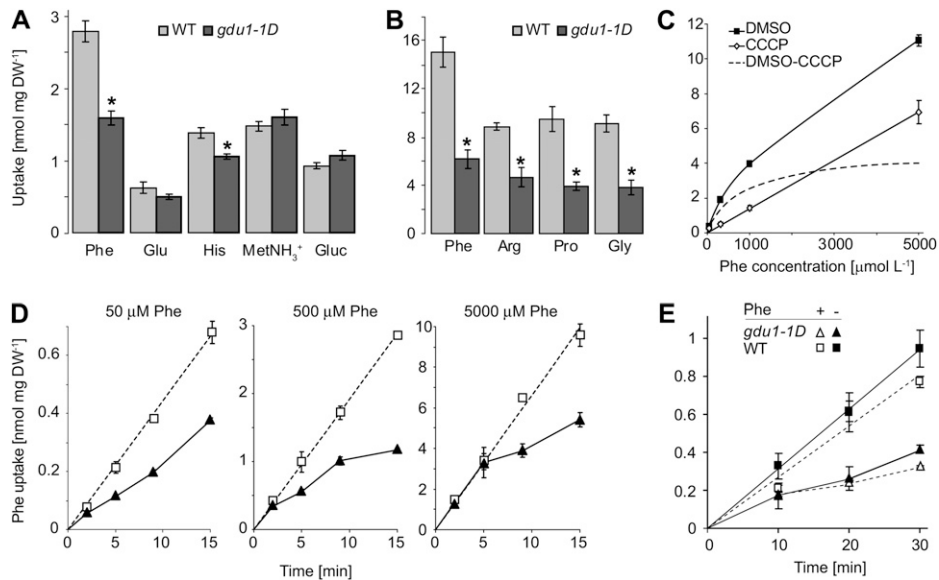 A
WT gdu1-1D
Uptake [nmol mg DW-1]
3
2
1
0
*
*
Phe Glu His MetNH3+ Gluc
B
WT gdu1-1D
16
12
8
4
0
*
*
*
*
Phe Arg Pro Gly
C
DMSO
CCCP
DMSO-CCCP
12
10
8
6
4
2
0
0 1000 3000 5000
Phe concentration [μmol L-1]
D
50 μM Phe 500 μM Phe 5000 μM Phe
Phe uptake [nmol mg DW-1]
0.6
0.4
0.2
0
0 5 10 15
3
2
1
0
0 5 10 15
10
8
6
4
2
0
0 5 10 15
Time [min]
E
Phe + -
gdu1-1D
WT
1
0.8
0.6
0.4
0.2
0
0 10 20 30
Time [min]